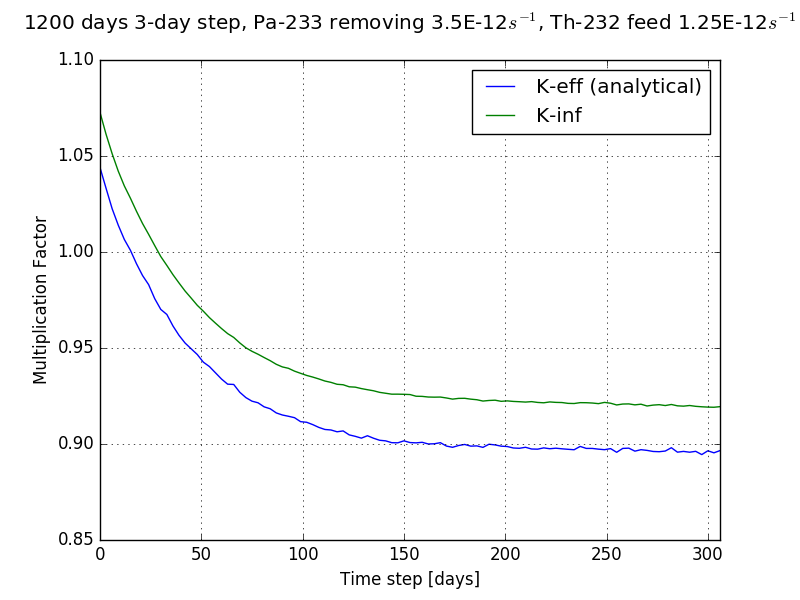 1200 days 3-day step, Pa-233 removing 3.5E-12s⁻¹, Th-232 feed 1.25E-12s⁻¹
K-eff (analytical)
K-inf
Multiplication Factor
1.10
1.05
1.00
0.95
0.90
0.85
0 50 100 150 200 250 300
Time step [days]